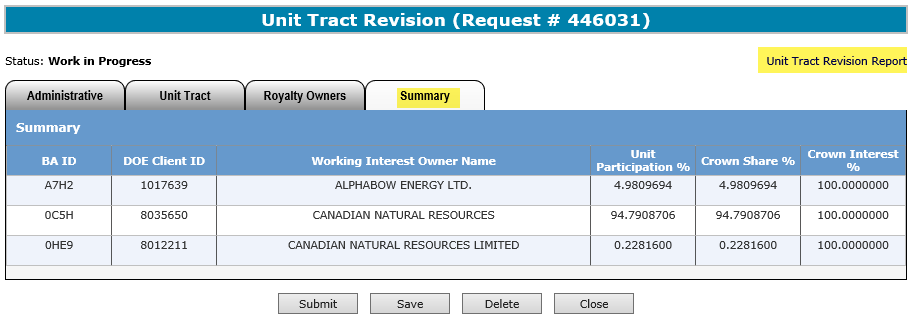 Unit Tract Revision (Request # 446031)
Status: Work in Progress
Unit Tract Revision Report
Administrative Unit Tract Royalty Owners Summary
Summary
BA ID DOE Client ID Working Interest Owner Name Unit Participation % Crown Share % Crown Interest %
A7H2 1017639 ALPHABOW ENERGY LTD. 4.9809694 4.9809694 100.0000000
0C5H 8035650 CANADIAN NATURAL RESOURCES 94.7908706 94.7908706 100.0000000
0HE9 8012211 CANADIAN NATURAL RESOURCES LIMITED 0.2281600 0.2281600 100.0000000
Submit Save Delete Close